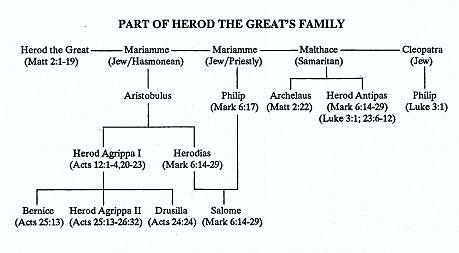 PART OF HEROD THE GREAT'S FAMILY
Herod the Great Mariamme Mariamme Malthace Cleopatra
(Matt 2:1-19) (Jew/Hasmonean) (Jew/Priestly) (Samaritan) (Jew)
Aristobulus Philip Archelaus Herod Antipas Philip
(Mark 6:17) (Matt 2:22) (Mark 6:14-29) (Luke 3:1)
(Luke 3:1; 23:6-12)
Herod Agrippa I Herodias
(Acts 12:1-4,20-23) (Mark 6:14-29)
Bernice Herod Agrippa II Drusilla Salome
(Acts 25:13) (Acts 25:13-26:32) (Acts 24:24) (Mark 6:14-29)